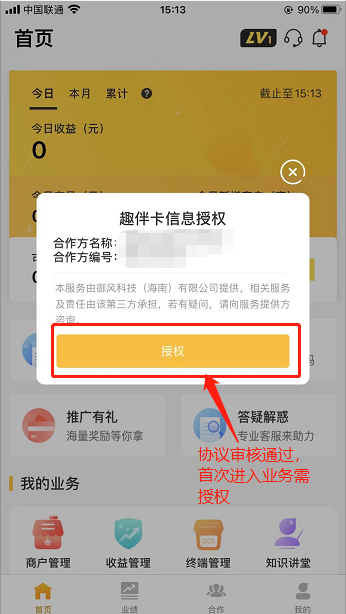 中国联通
15:13
90%
首页
LV1
今日 本月 累计 ?
截止至15:13
今日收益（元）
0
趣伴卡信息授权
合作方名称:
合作方编号:
本服务由御风科技（海南）有限公司提供，相关服务
及责任由该第三方承担，若有疑问，请向服务提供方
咨询。
授权
推广有礼
海量奖励等你拿
答疑解惑
专业客服来助力
协议审核通过，
首次进入业务需
授权
我的业务
商户管理 收益管理 终端管理 知识讲堂
首页 业绩 合作 我的